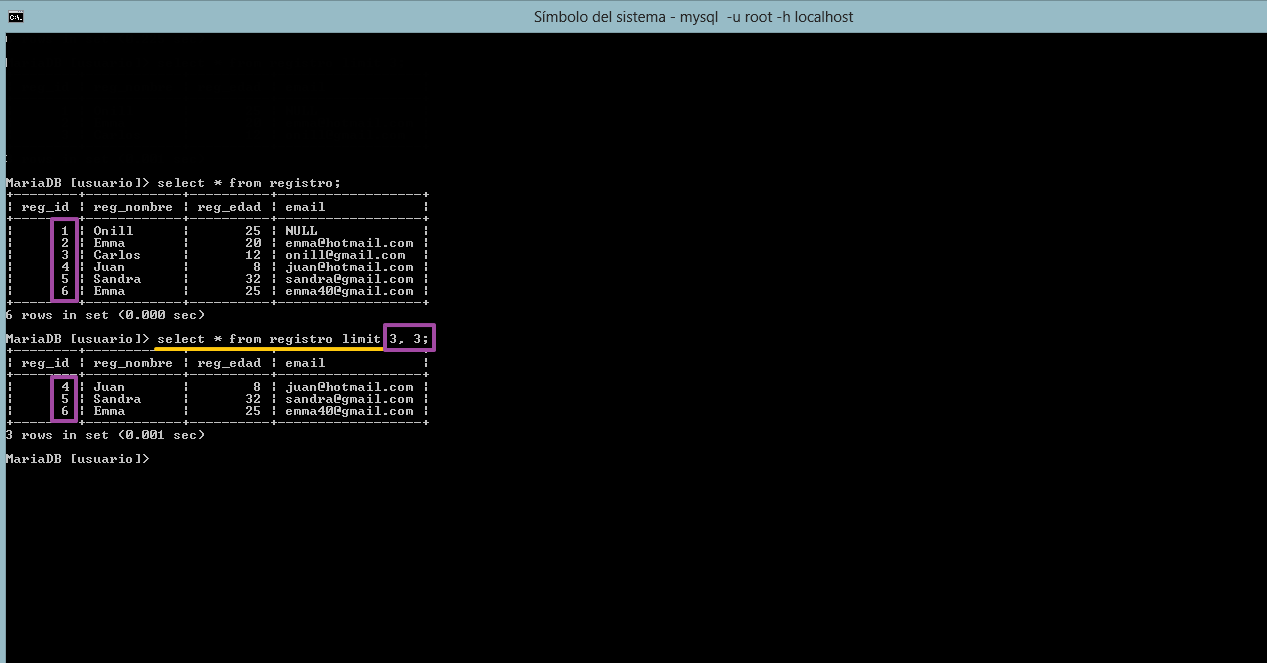 Símbolo del sistema - mysql  -u root -h localhost
MariaDB [usuario]> select * from registro;
+--------+------------+----------+-------------------+
| reg_id | reg_nombre | reg_edad | email             |
+--------+------------+----------+-------------------+
|      1 | Onill      |       25 | NULL              |
|      2 | Emma       |       20 | emma@hotmail.com  |
|      3 | Carlos     |       12 | onill@gmail.com   |
|      4 | Juan       |        8 | juan@hotmail.com  |
|      5 | Sandra     |       32 | sandra@gmail.com  |
|      6 | Emma       |       25 | emma40@gmail.com  |
+--------+------------+----------+-------------------+
6 rows in set (0.000 sec)
MariaDB [usuario]> select * from registro limit 3, 3;
+--------+------------+----------+-------------------+
| reg_id | reg_nombre | reg_edad | email             |
+--------+------------+----------+-------------------+
|      4 | Juan       |        8 | juan@hotmail.com  |
|      5 | Sandra     |       32 | sandra@gmail.com  |
|      6 | Emma       |       25 | emma40@gmail.com  |
+--------+------------+----------+-------------------+
3 rows in set (0.001 sec)
MariaDB [usuario]>